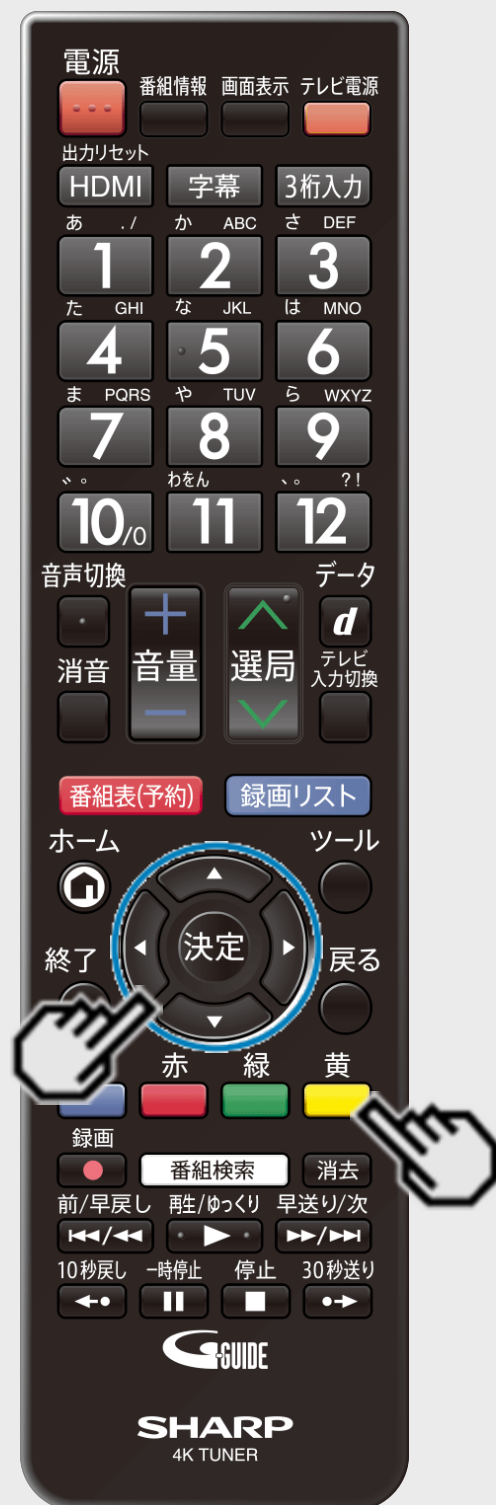 電源
番組情報 画面表示 テレビ電源
出力リセット
HDMI 字幕 3桁入力
あ ./ か ABC さ DEF
1 2 3
た GHI な JKL は MNO
4 5 6
ま PQRS や TUV ら WXYZ
7 8 9
゛゜ わをん 、。 ?!
10/0 11 12
音声切換 データ
+ d
消音 音量 選局 テレビ
入力切換
−
番組表(予約) 録画リスト
ホーム ツール
決定
終了 戻る
赤 緑 黄
録画
番組検索 消去
前/早戻し 再生/ゆっくり 早送り/次
10秒戻し 一時停止 停止 30秒送り
G-GUIDE
SHARP
4K TUNER